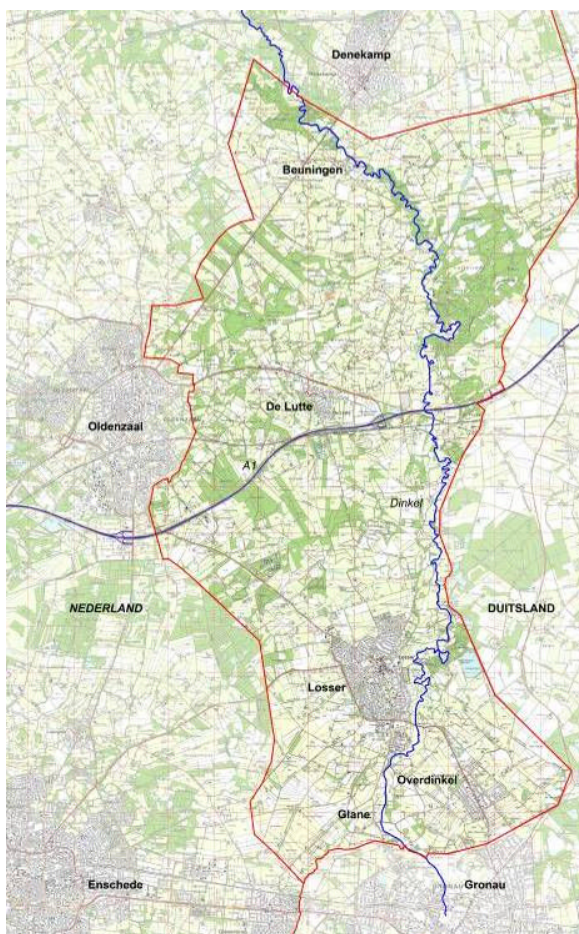 Denekamp
Beuningen
De Lutte
Oldenzaal
A1
Dinkel
NEDERLAND
DUITSLAND
Losser
Overdinkel
Glane
Enschede
Gronau